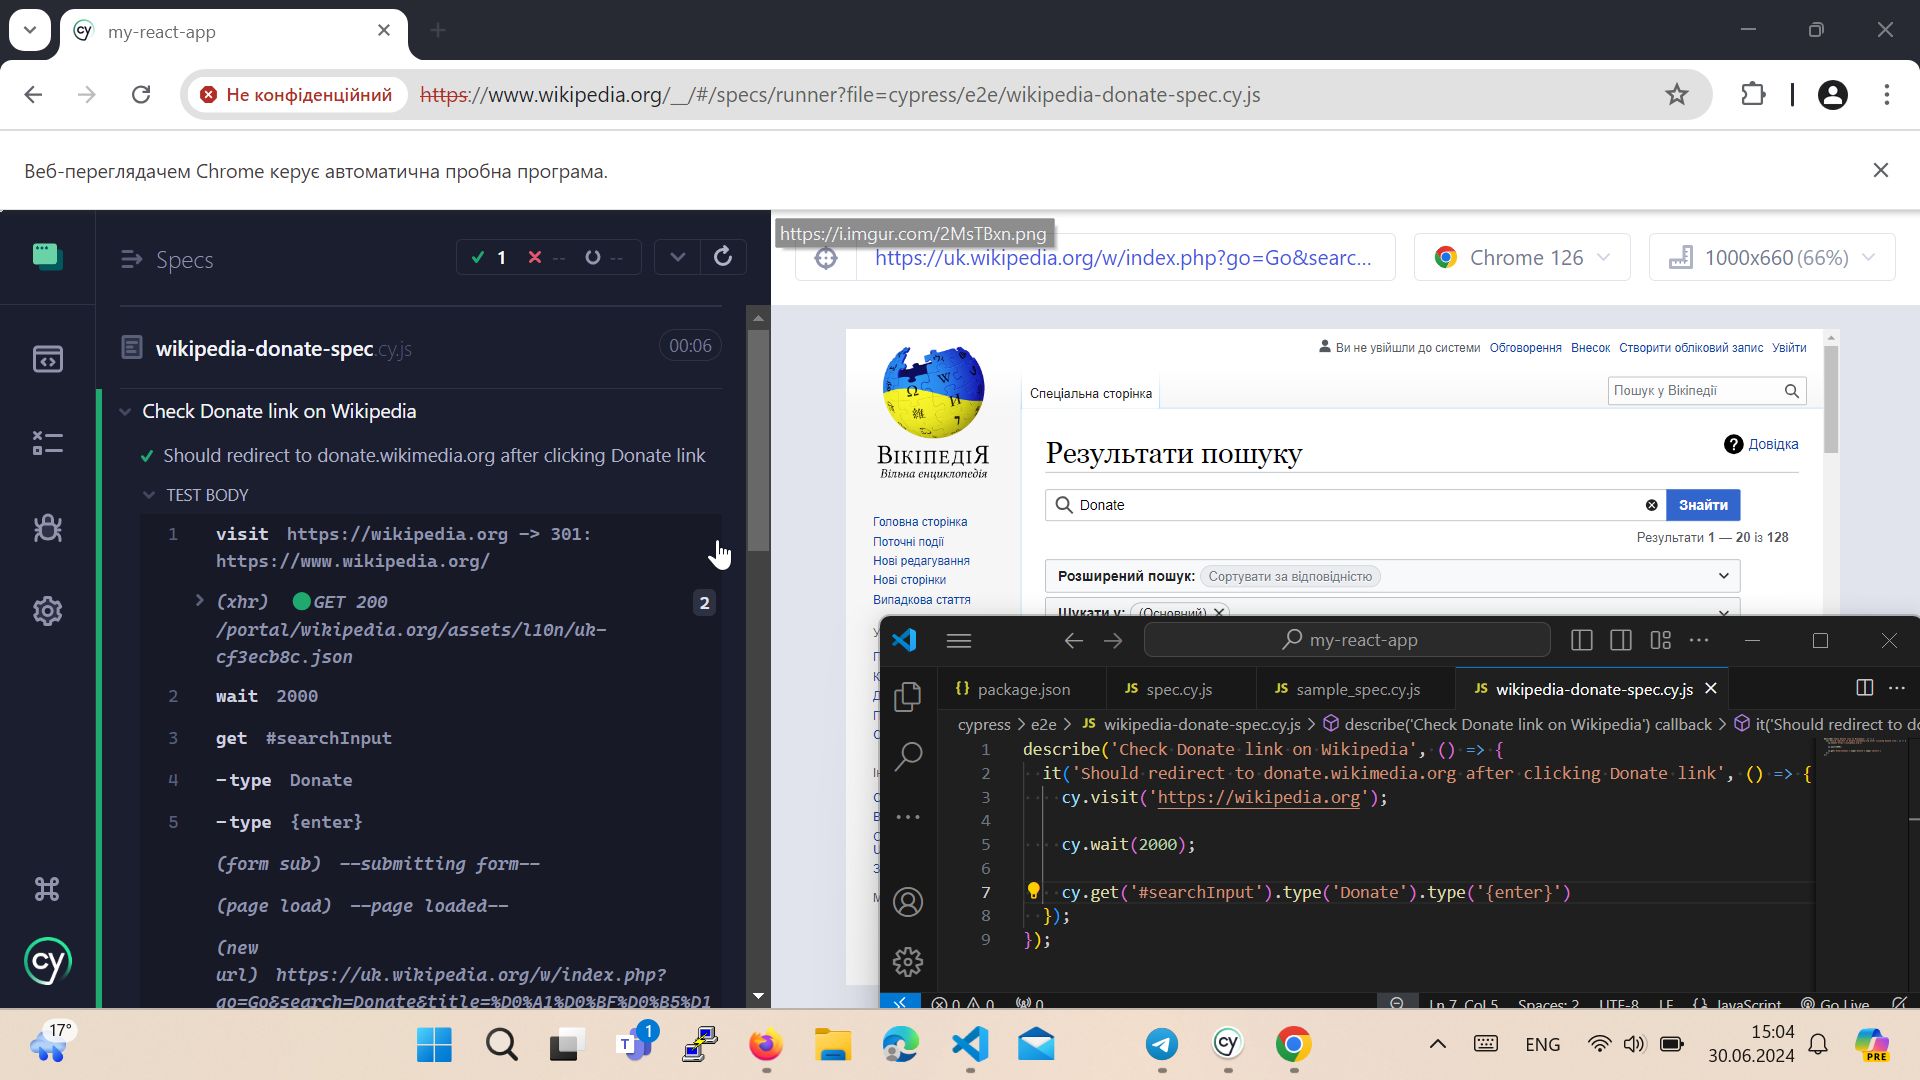 my-react-app
Не конфіденційний
https://www.wikipedia.org/__/#/specs/runner?file=cypress/e2e/wikipedia-donate-spec.cy.js
Веб-переглядачем Chrome керує автоматична пробна програма.
Specs
1
--
--
https://i.imgur.com/2MsTBxn.png
https://uk.wikipedia.org/w/index.php?go=Go&searc...
Chrome 126
1000x660 (66%)
wikipedia-donate-spec.cy.js
00:06
Check Donate link on Wikipedia
Should redirect to donate.wikimedia.org after clicking Donate link
TEST BODY
1 visit https://wikipedia.org -> 301:
https://www.wikipedia.org/
(xhr) GET 200
2
/portal/wikipedia.org/assets/l10n/uk-
cf3ecb8c.json
2 wait 2000
3 get #searchInput
4 -type Donate
5 -type {enter}
(form sub) --submitting form--
(page load) --page loaded--
(new
url) https://uk.wikipedia.org/w/index.php?
go=Go&search=Donate&title=%D0%A1%D0%BF%D0%B5%D1
cy
ВікіпедіЯ
Вільна енциклопедія
Головна сторінка
Поточні події
Нові редагування
Нові сторінки
Випадкова стаття
Ви не увійшли до системи Обговорення Внесок Створити обліковий запис Увійти
Спеціальна сторінка
Пошук у Вікіпедії
Результати пошуку
Довідка
Donate
Знайти
Результати 1 — 20 із 128
Розширений пошук: Сортувати за відповідністю
Шукати у: (Основний)
my-react-app
package.json
JS spec.cy.js
JS sample_spec.cy.js
JS wikipedia-donate-spec.cy.js
cypress > e2e > JS wikipedia-donate-spec.cy.js > describe('Check Donate link on Wikipedia') callback > it('Should redirect to do
1 describe('Check Donate link on Wikipedia', () => {
2 it('Should redirect to donate.wikimedia.org after clicking Donate link', () => {
3 cy.visit('https://wikipedia.org');
4
5 cy.wait(2000);
6
7 cy.get('#searchInput').type('Donate').type('{enter}')
8 });
9 });
0 0 0
Ln 7, Col 5 Spaces: 2 UTF-8 LF {} JavaScript Go Live
17°
1
ENG
15:04
30.06.2024
PRE